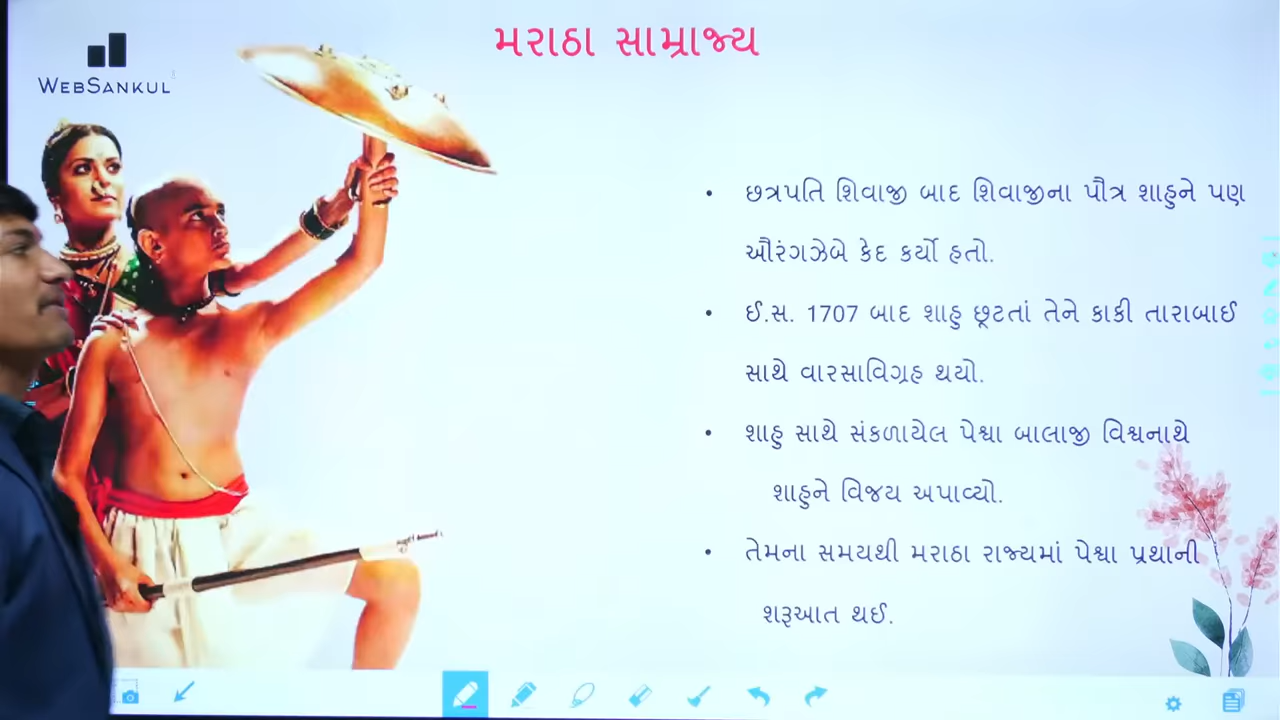 મરાઠા સામ્રાજ્ય
WEBSANKUL
• છત્રપતિ શિવાજી બાદ શિવાજીના પૌત્ર શાહુને પણ
ઔરંગઝેબે કેદ કર્યો હતો.
• ઈ.સ. 1707 બાદ શાહુ છૂટતાં તેને કાકી તારાબાઈ
સાથે વારસાવિગ્રહ થયો.
• શાહુ સાથે સંકળાયેલ પેશ્વા બાલાજી વિશ્વનાથે
શાહુને વિજય અપાવ્યો.
• તેમના સમયથી મરાઠા રાજ્યમાં પેશ્વા પ્રથાની
શરૂઆત થઈ.